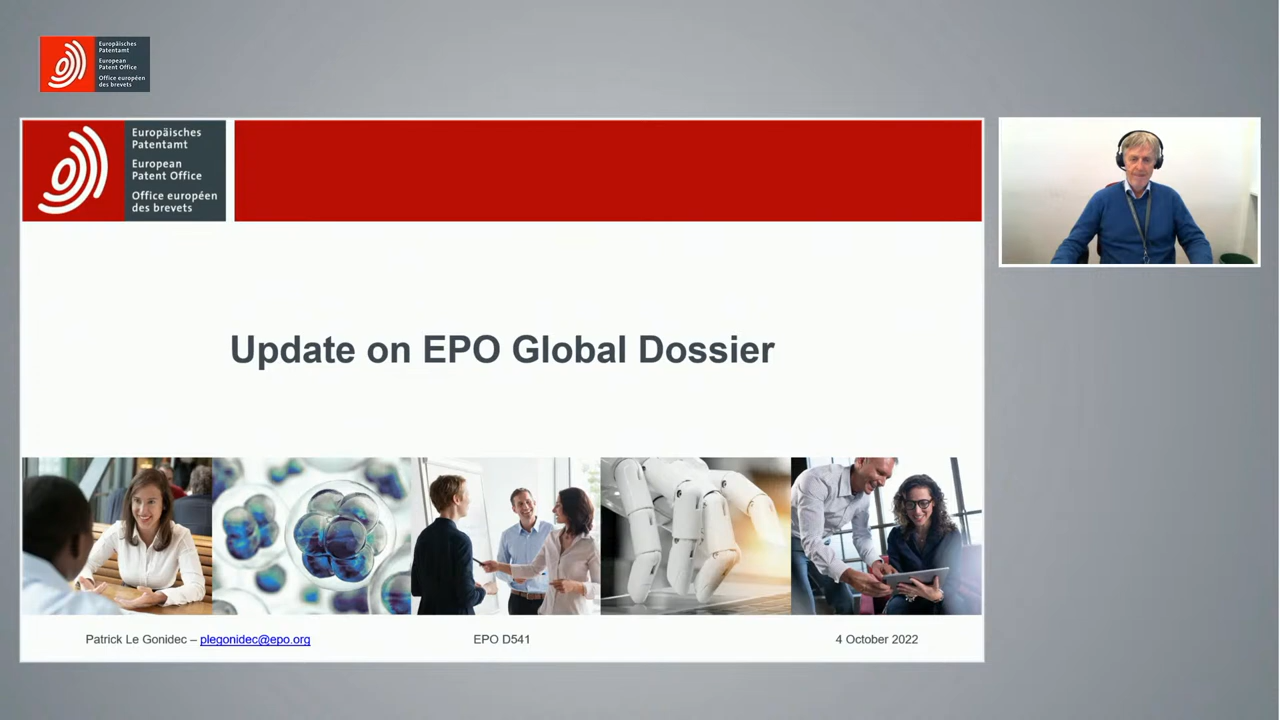 Europäisches
Patentamt
European
Patent Office
Office européen
des brevets
Europäisches
Patentamt
European
Patent Office
Office européen
des brevets
Update on EPO Global Dossier
Patrick Le Gonidec – plegonidec@epo.org
EPO D541
4 October 2022